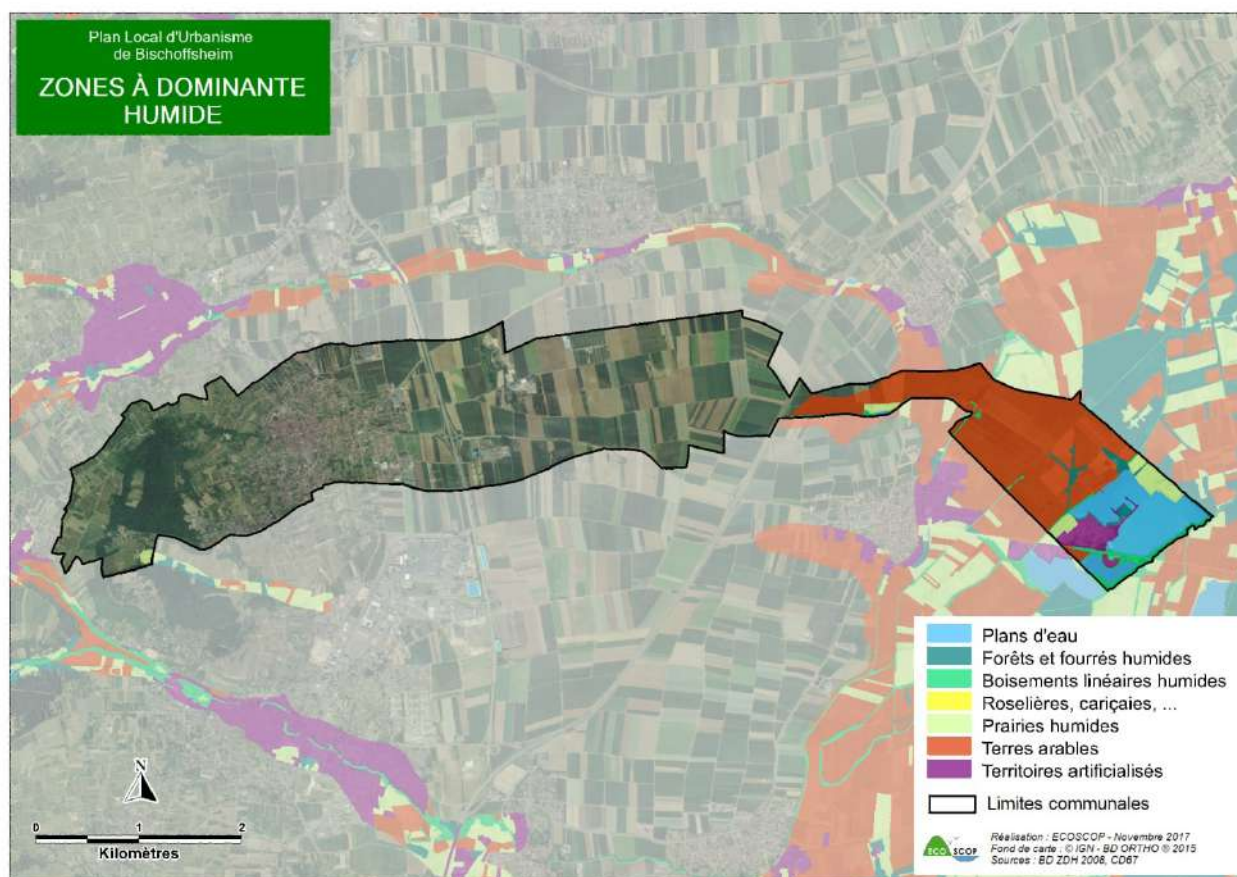 Plan Local d'Urbanisme
de Bischoffsheim
ZONES À DOMINANTE
HUMIDE
Plans d'eau
Forêts et fourrés humides
Boisements linéaires humides
Roselières, cariçaies, ...
Prairies humides
Terres arables
Territoires artificialisés
Limites communales
N
0 1 2
Kilomètres
ECO SCOP
Réalisation : ECOSCOP - Novembre 2017
Fond de carte : © IGN - BD ORTHO ® 2015
Sources : BD ZDH 2008, CD67